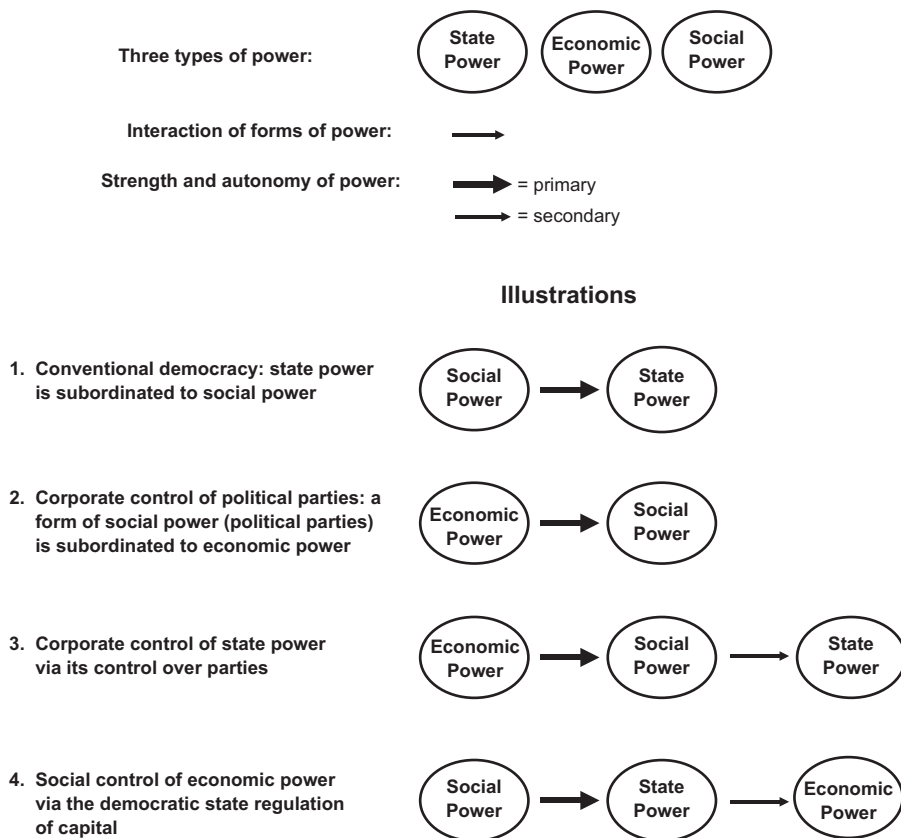 Three types of power:
State
Power
Economic
Power
Social
Power
Interaction of forms of power:
Strength and autonomy of power:
= primary
= secondary
Illustrations
1. Conventional democracy: state power
is subordinated to social power
Social
Power
State
Power
2. Corporate control of political parties: a
form of social power (political parties)
is subordinated to economic power
Economic
Power
Social
Power
3. Corporate control of state power
via its control over parties
Economic
Power
Social
Power
State
Power
4. Social control of economic power
via the democratic state regulation
of capital
Social
Power
State
Power
Economic
Power